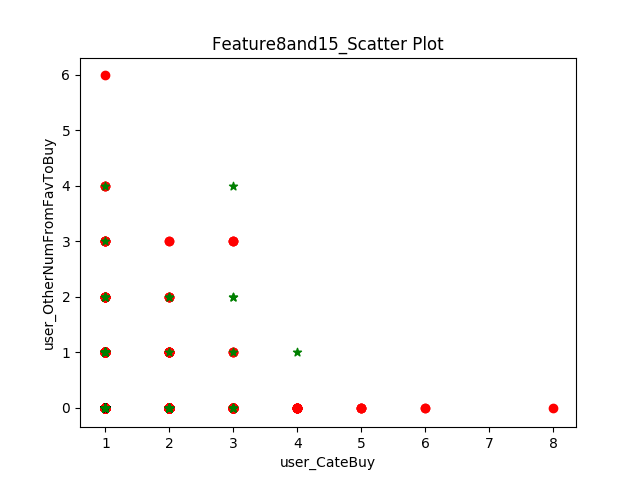 Feature8and15_Scatter Plot
user_OtherNumFromFavToBuy
6
5
4
3
2
1
0
1 2 3 4 5 6 7 8
user_CateBuy